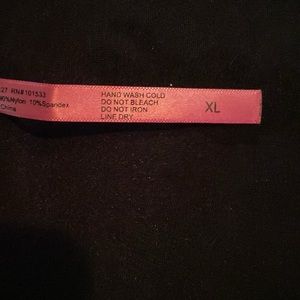 27 RN#101533
90%Nylon 10%Spandex
China
HAND WASH COLD
DO NOT BLEACH
DO NOT IRON
LINE DRY
XL